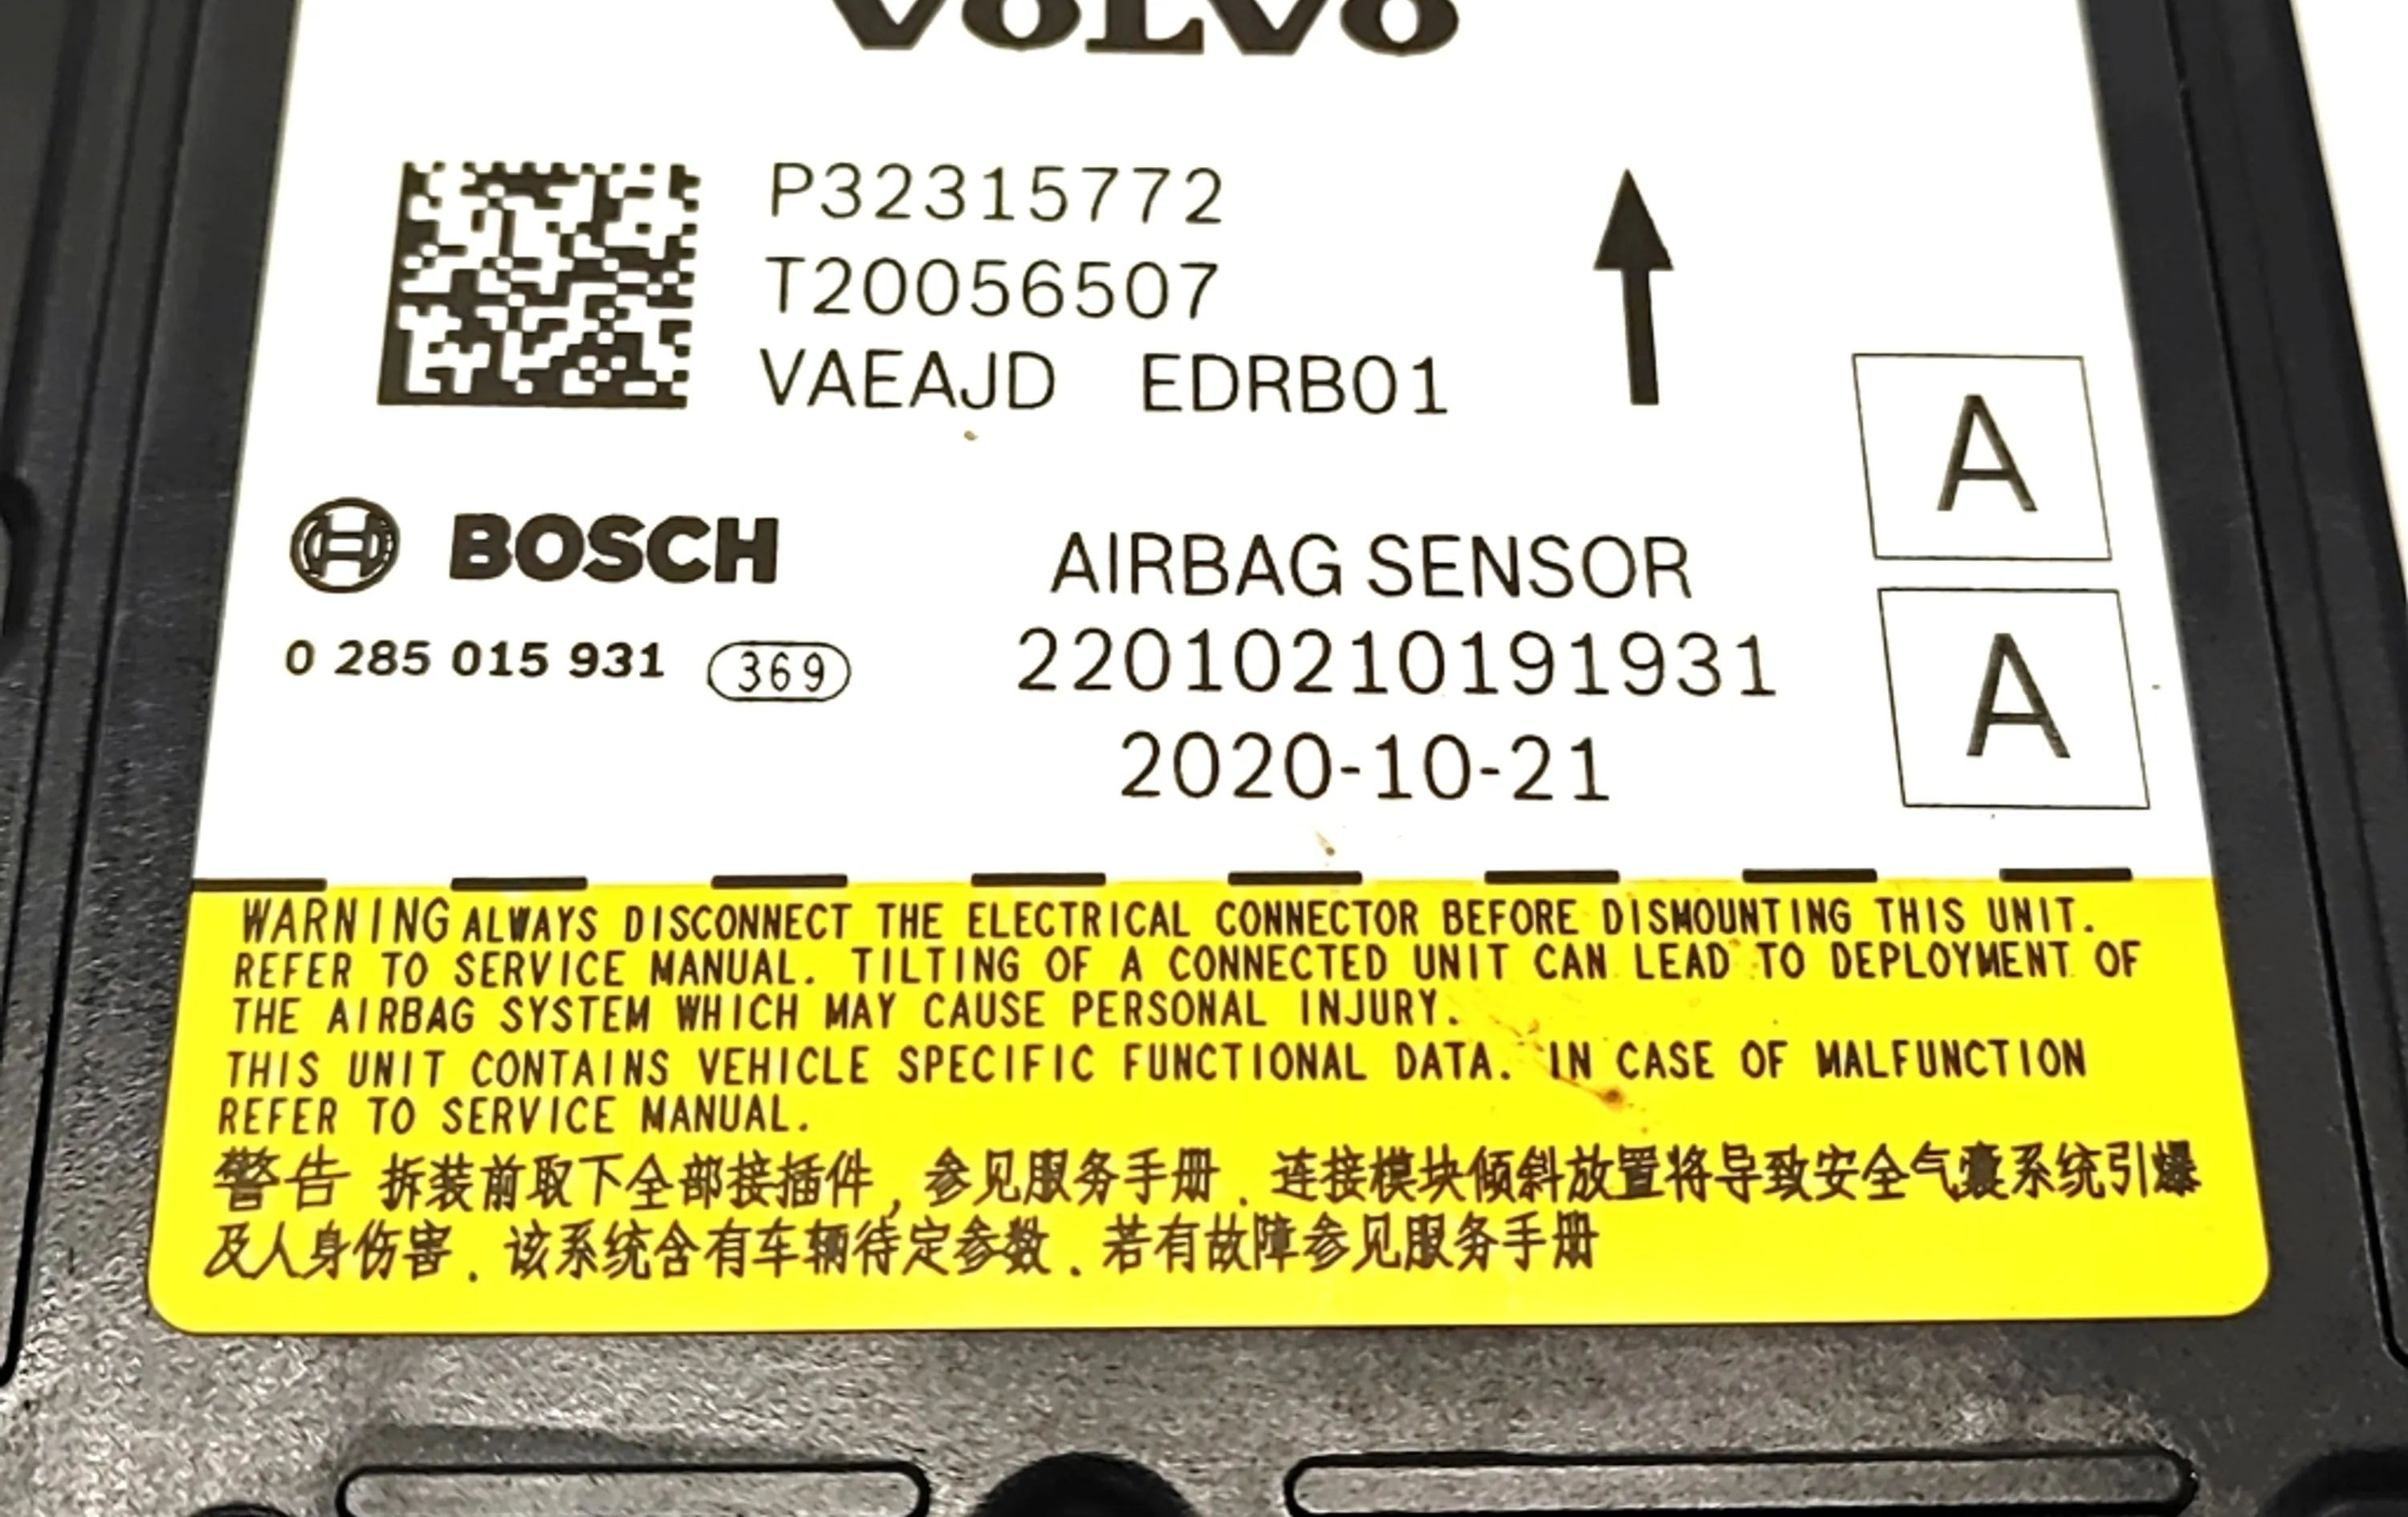 VOLVO
P32315772
T20056507
VAEAJD EDRB01
A
BOSCH
AIRBAG SENSOR
0 285 015 931 369
22010210191931
A
2020-10-21
WARNING ALWAYS DISCONNECT THE ELECTRICAL CONNECTOR BEFORE DISMOUNTING THIS UNIT.
REFER TO SERVICE MANUAL. TILTING OF A CONNECTED UNIT CAN LEAD TO DEPLOYMENT OF
THE AIRBAG SYSTEM WHICH MAY CAUSE PERSONAL INJURY.
THIS UNIT CONTAINS VEHICLE SPECIFIC FUNCTIONAL DATA. IN CASE OF MALFUNCTION
REFER TO SERVICE MANUAL.
警告 拆装前取下全部接插件, 参见服务手册. 连接模块倾斜放置将导致安全气囊系统引爆
及人身伤害. 该系统含有车辆待定参数. 若有故障参见服务手册